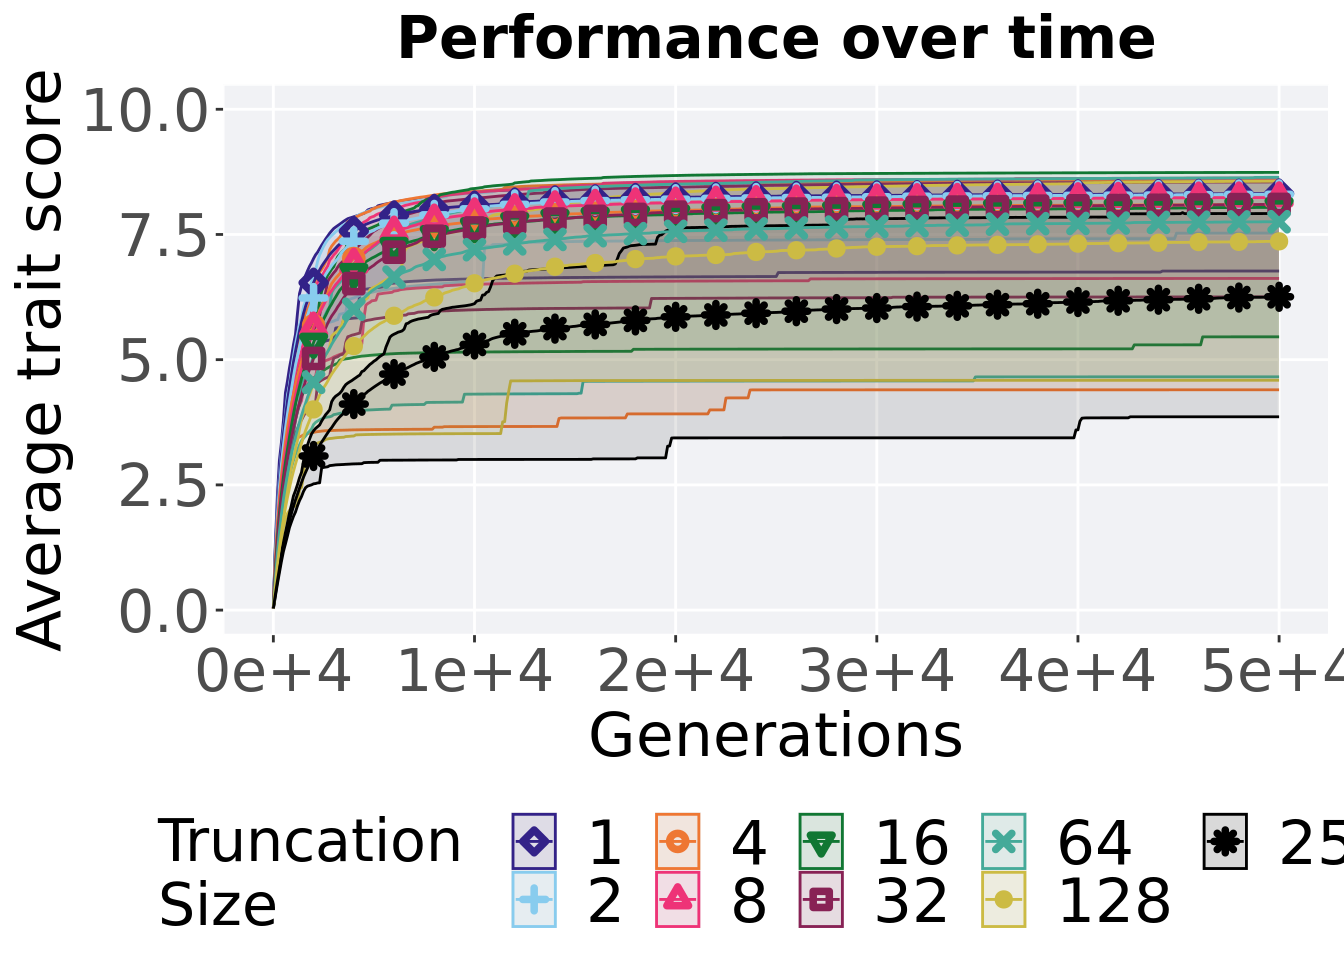 Performance over time
Average trait score
10.0
7.5
5.0
2.5
0.0
0e+4 1e+4 2e+4 3e+4 4e+4 5e+4
Generations
Truncation Size
1 4 16 64 25
2 8 32 128